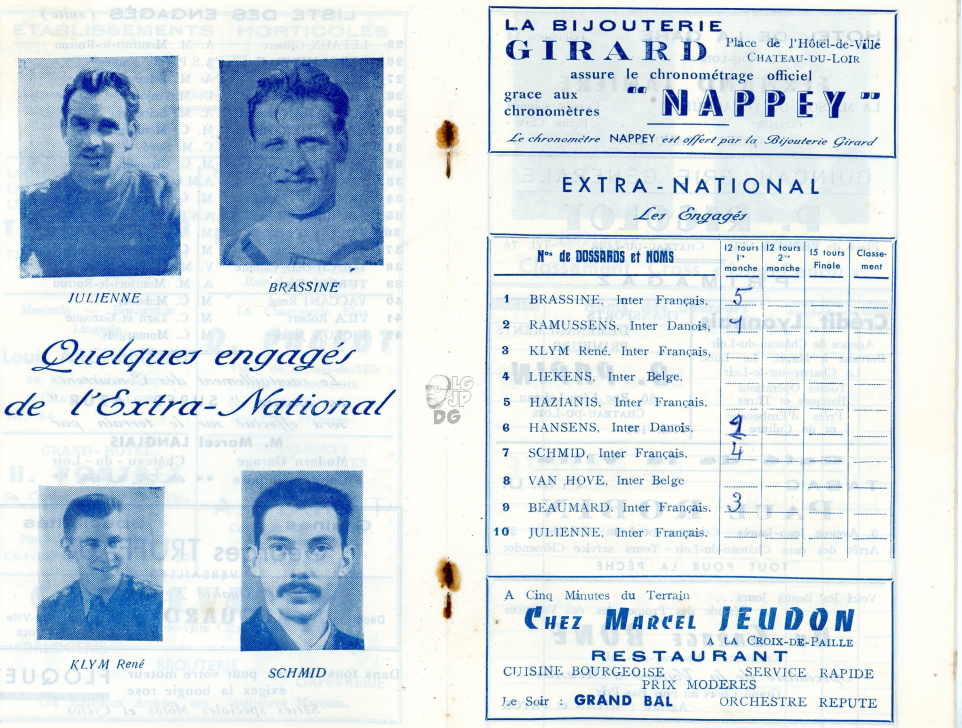 JULIENNE
BRASSINE
Quelques engagés
de l'Extra-National
KLYM René
SCHMID
LA BIJOUTERIE
GIRARD Place de l'Hôtel-de-Ville
CHATEAU-DU-LOIR
assure le chronométrage officiel
grace aux
chronomètres " NAPPEY "
Le chronomètre NAPPEY est offert par la Bijouterie Girard
EXTRA - NATIONAL
Les Engagés
Nos de DOSSARDS et NOMS
12 tours 1re manche
12 tours 2me manche
15 tours Finale
Classement
1 BRASSINE, Inter Français. 5
2 RAMUSSENS, Inter Danois,
3 KLYM René, Inter Français,
4 LIEKENS, Inter Belge,
5 HAZIANIS, Inter Français.
6 HANSENS, Inter Danois.
7 SCHMID, Inter Français. 4
8 VAN HOVE, Inter Belge
9 BEAUMARD, Inter Français. 3
10 JULIENNE, Inter Français.
A Cinq Minutes du Terrain
CHEZ MARCEL JEUDON
A LA CROIX-DE-PAILLE
RESTAURANT
CUISINE BOURGEOISE SERVICE RAPIDE
PRIX MODERES
Le Soir : GRAND BAL ORCHESTRE REPUTE
LG
JP
DG